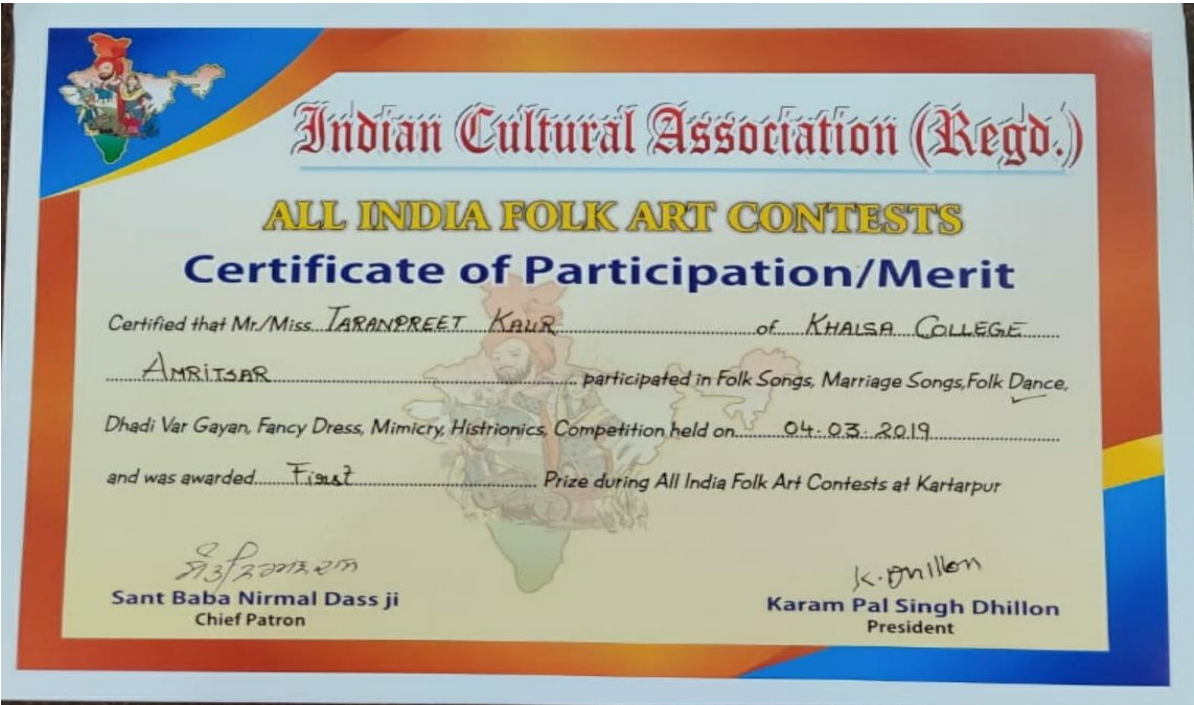 Indian Cultural Association (Regd.)
ALL INDIA FOLK ART CONTESTS
Certificate of Participation/Merit
Certified that Mr./Miss. TARANPREET KAUR of KHALSA COLLEGE
AMRITSAR participated in Folk Songs, Marriage Songs, Folk Dance,
Dhadi Var Gayan, Fancy Dress, Mimicry, Histrionics, Competition held on 04.03.2019
and was awarded First Prize during All India Folk Art Contests at Kartarpur
K. Dhillon
Sant Baba Nirmal Dass ji
Karam Pal Singh Dhillon
Chief Patron
President